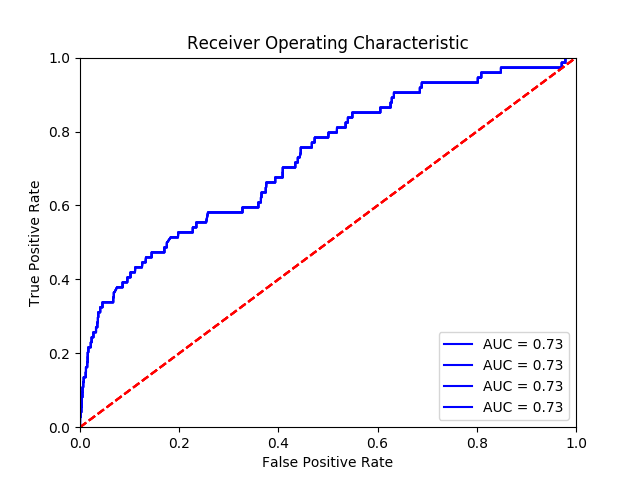 Receiver Operating Characteristic
True Positive Rate
1.0
0.8
0.6
0.4
0.2
0.0
AUC = 0.73
AUC = 0.73
AUC = 0.73
AUC = 0.73
0.0 0.2 0.4 0.6 0.8 1.0
False Positive Rate